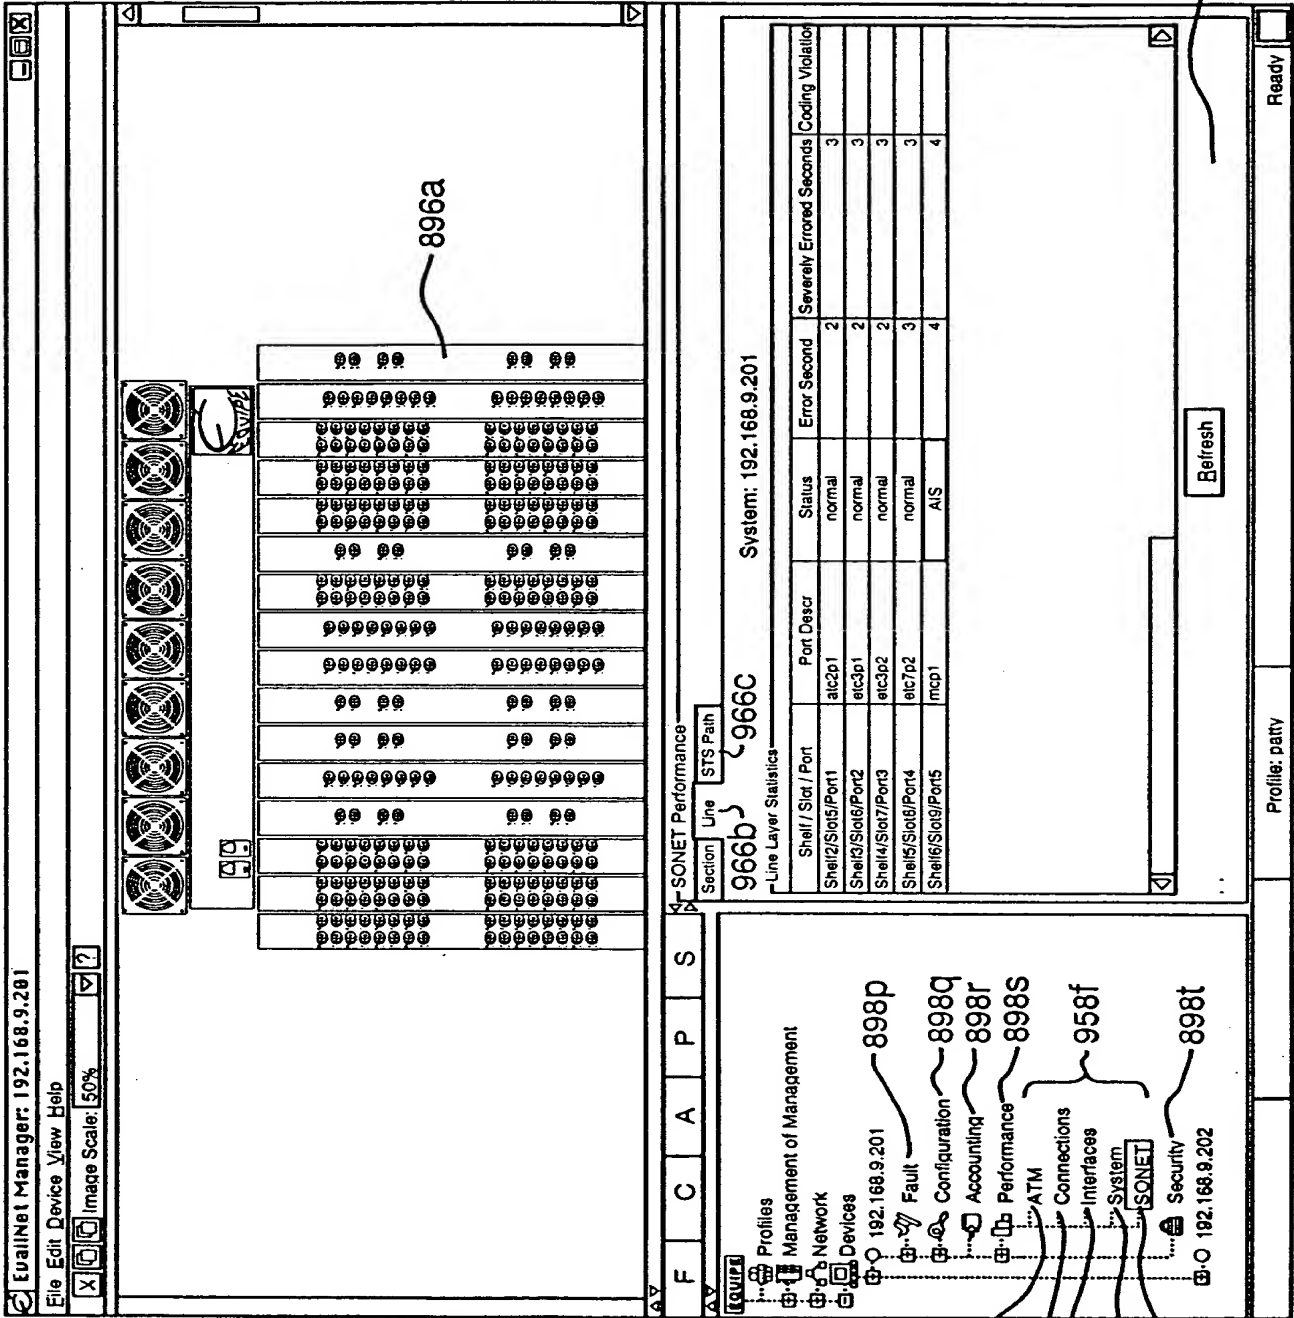 EuallNet Manager: 192.168.9.201
File Edit Device View Help
X Image Scale: 50% ?
EQUIPE
896a
F C A P S
EQUIPE
Profiles
Management of Management
Network
Devices
192.168.9.201
Fault 898p
Configuration 898q
Accounting 898r
Performance 898s
ATM
Connections
Interfaces
System
SONET
958f
Security 898t
192.168.9.202
SONET Performance
Section Line STS Path
966b 966c System: 192.168.9.201
Line Layer Statistics
Shelf / Slot / Port Port Descr Status Error Second Severely Errored Seconds Coding Violation
Shelf2/Slot5/Port1 atc2p1 normal 2 3
Shelf3/Slot6/Port2 etc3p1 normal 2 3
Shelf4/Slot7/Port3 etc3p2 normal 2 3
Shelf5/Slot8/Port4 etc7p2 normal 3 3
Shelf6/Slot9/Port5 mcp1 AIS 4 4
Refresh
Profile: patty
Ready